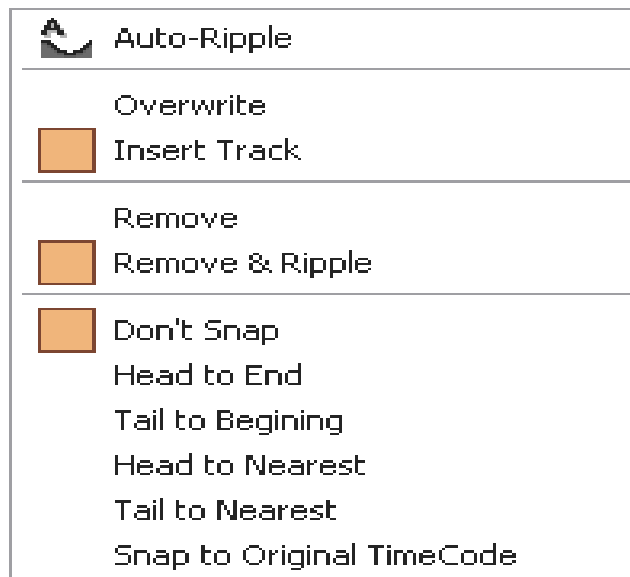 Auto-Ripple
Overwrite
Insert Track
Remove
Remove & Ripple
Don't Snap
Head to End
Tail to Begining
Head to Nearest
Tail to Nearest
Snap to Original TimeCode